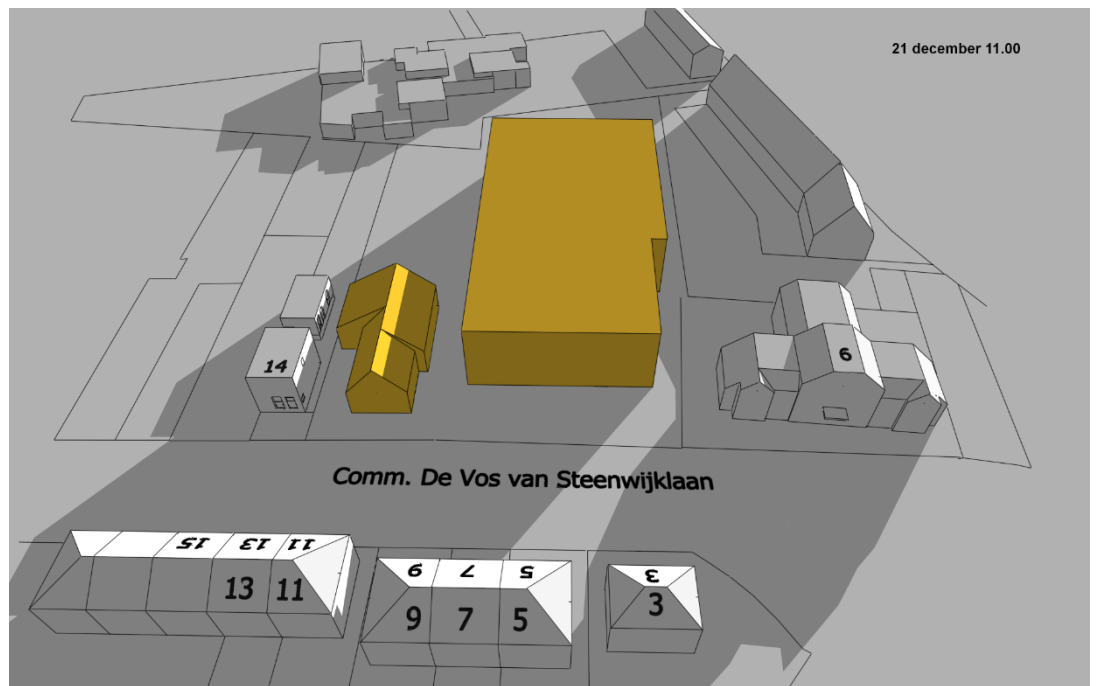 21 december 11.00
14
6
Comm. De Vos van Steenwijklaan
15 13 11
13 11
9 7 5
9 7 5
3
3